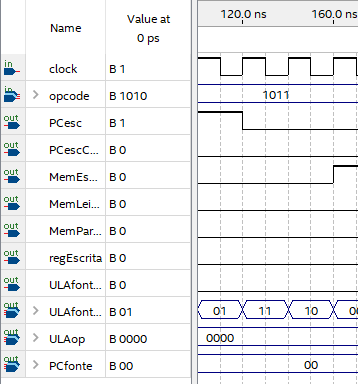 Name
Value at
0 ps
120.0 ns
160.0 ns
in
clock
B 1
in
opcode
B 1010
1011
out
PCesc
B 1
out
PCescC...
B 0
out
MemEs...
B 0
out
MemLei...
B 0
out
MemPar...
B 0
out
regEscrita
B 0
out
ULAfont...
B 0
out
ULAfont...
B 01
01
11
10
out
ULAop
B 0000
0000
out
PCfonte
B 00
00